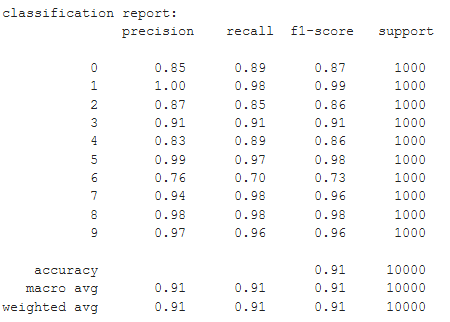 classification report:
precision recall f1-score support
0 0.85 0.89 0.87 1000
1 1.00 0.98 0.99 1000
2 0.87 0.85 0.86 1000
3 0.91 0.91 0.91 1000
4 0.83 0.89 0.86 1000
5 0.99 0.97 0.98 1000
6 0.76 0.70 0.73 1000
7 0.94 0.98 0.96 1000
8 0.98 0.98 0.98 1000
9 0.97 0.96 0.96 1000
accuracy 0.91 10000
macro avg 0.91 0.91 0.91 10000
weighted avg 0.91 0.91 0.91 10000